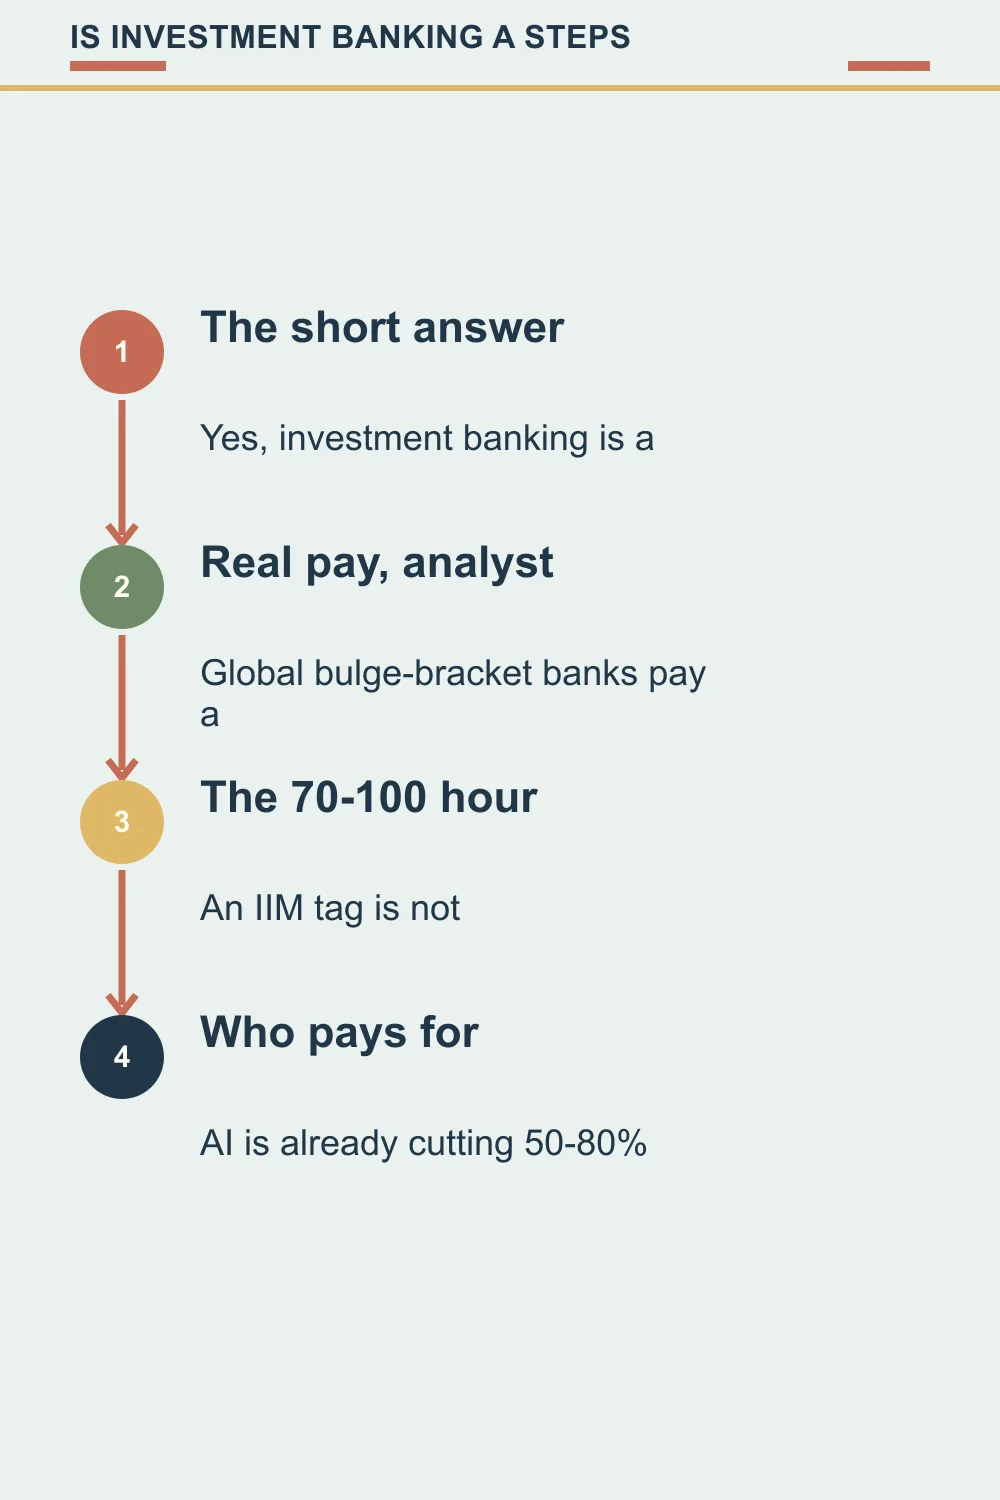 IS INVESTMENT BANKING A STEPS
1
The short answer
Yes, investment banking is a
2
Real pay, analyst
Global bulge-bracket banks pay
a
3
The 70-100 hour
An IIM tag is not
4
Who pays for
AI is already cutting 50-80%